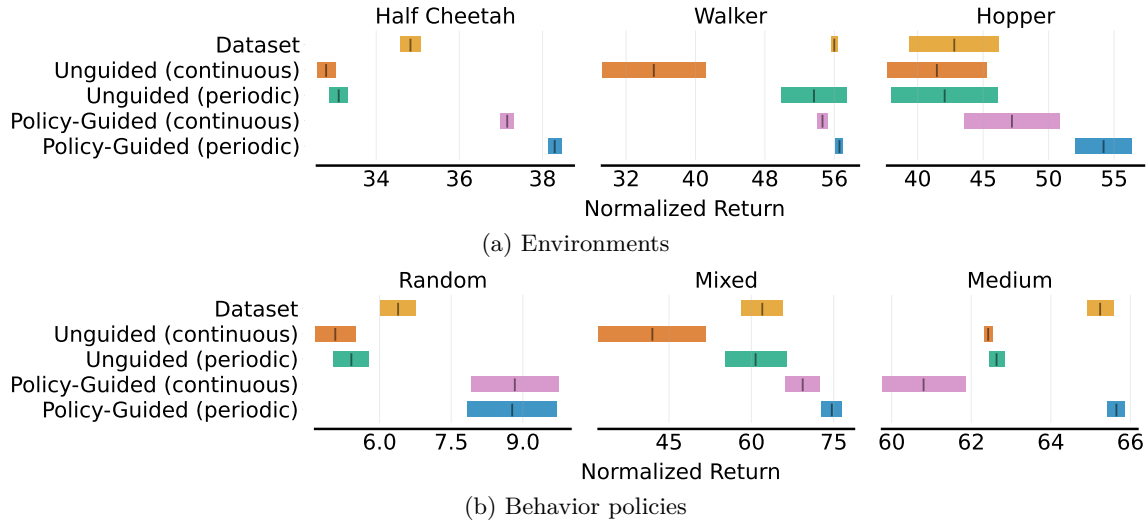 Half Cheetah Walker Hopper
Dataset
Unguided (continuous)
Unguided (periodic)
Policy-Guided (continuous)
Policy-Guided (periodic)
34 36 38 32 40 48 56 40 45 50 55
Normalized Return
(a) Environments
Random Mixed Medium
Dataset
Unguided (continuous)
Unguided (periodic)
Policy-Guided (continuous)
Policy-Guided (periodic)
6.0 7.5 9.0 45 60 75 60 62 64 66
Normalized Return
(b) Behavior policies